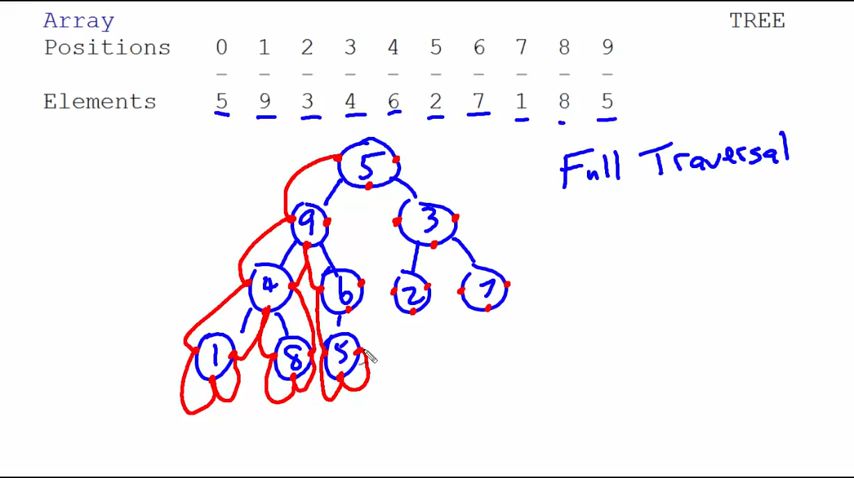 Array
TREE
Positions 0 1 2 3 4 5 6 7 8 9
- - - - - - - - - -
Elements 5 9 3 4 6 2 7 1 8 5
Full Traversal
5
9 3
4 6 2 7
1 8 5